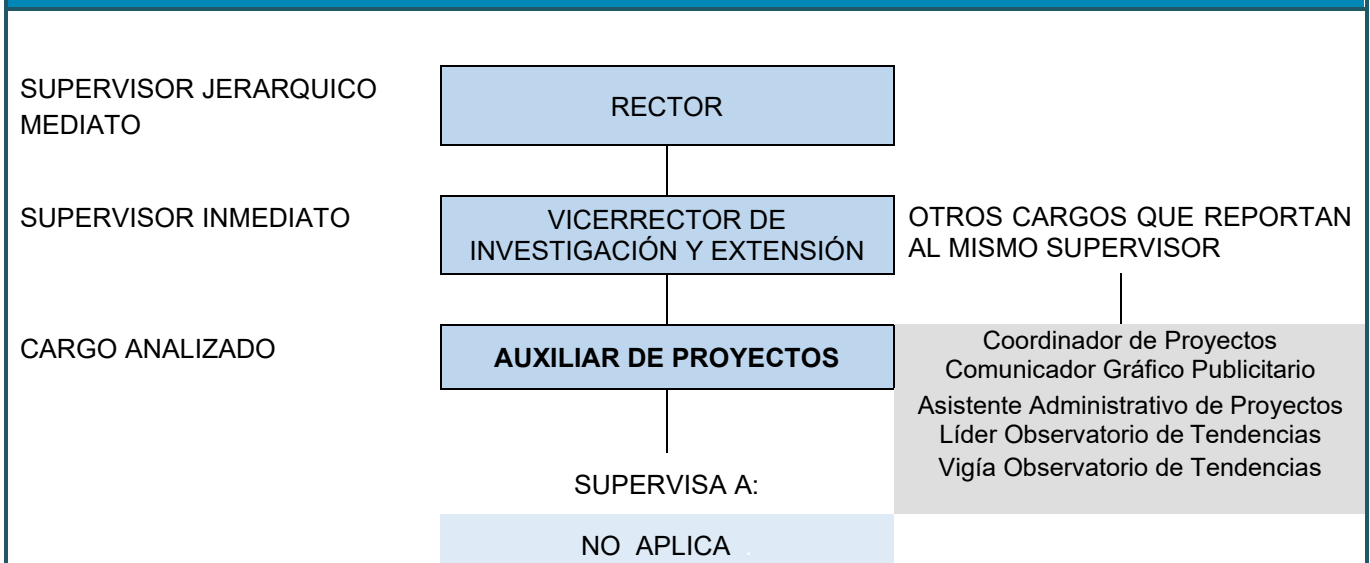 SUPERVISOR JERARQUICO
MEDIATO
RECTOR
SUPERVISOR INMEDIATO
VICERRECTOR DE
INVESTIGACIÓN Y EXTENSIÓN
OTROS CARGOS QUE REPORTAN
AL MISMO SUPERVISOR
CARGO ANALIZADO
AUXILIAR DE PROYECTOS
Coordinador de Proyectos
Comunicador Gráfico Publicitario
Asistente Administrativo de Proyectos
Líder Observatorio de Tendencias
Vigía Observatorio de Tendencias
SUPERVISA A:
NO APLICA